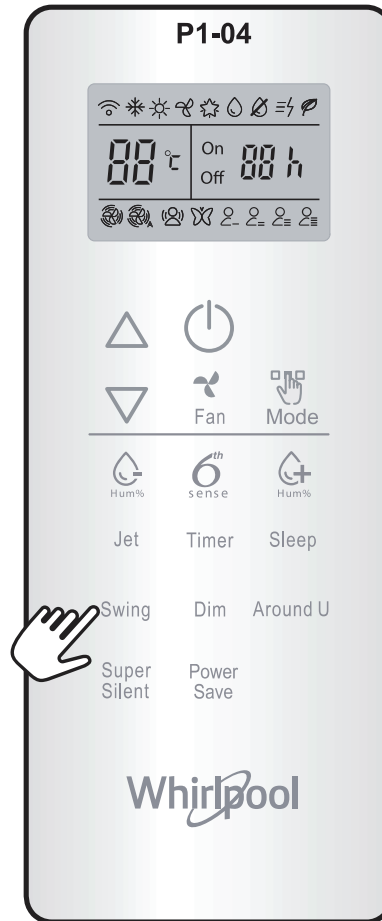 P1-04
88 °c On 88 h
Off
A
Fan Mode
Hum% 6th sense Hum%
Jet Timer Sleep
Swing Dim Around U
Super Silent Power Save
Whirlpool